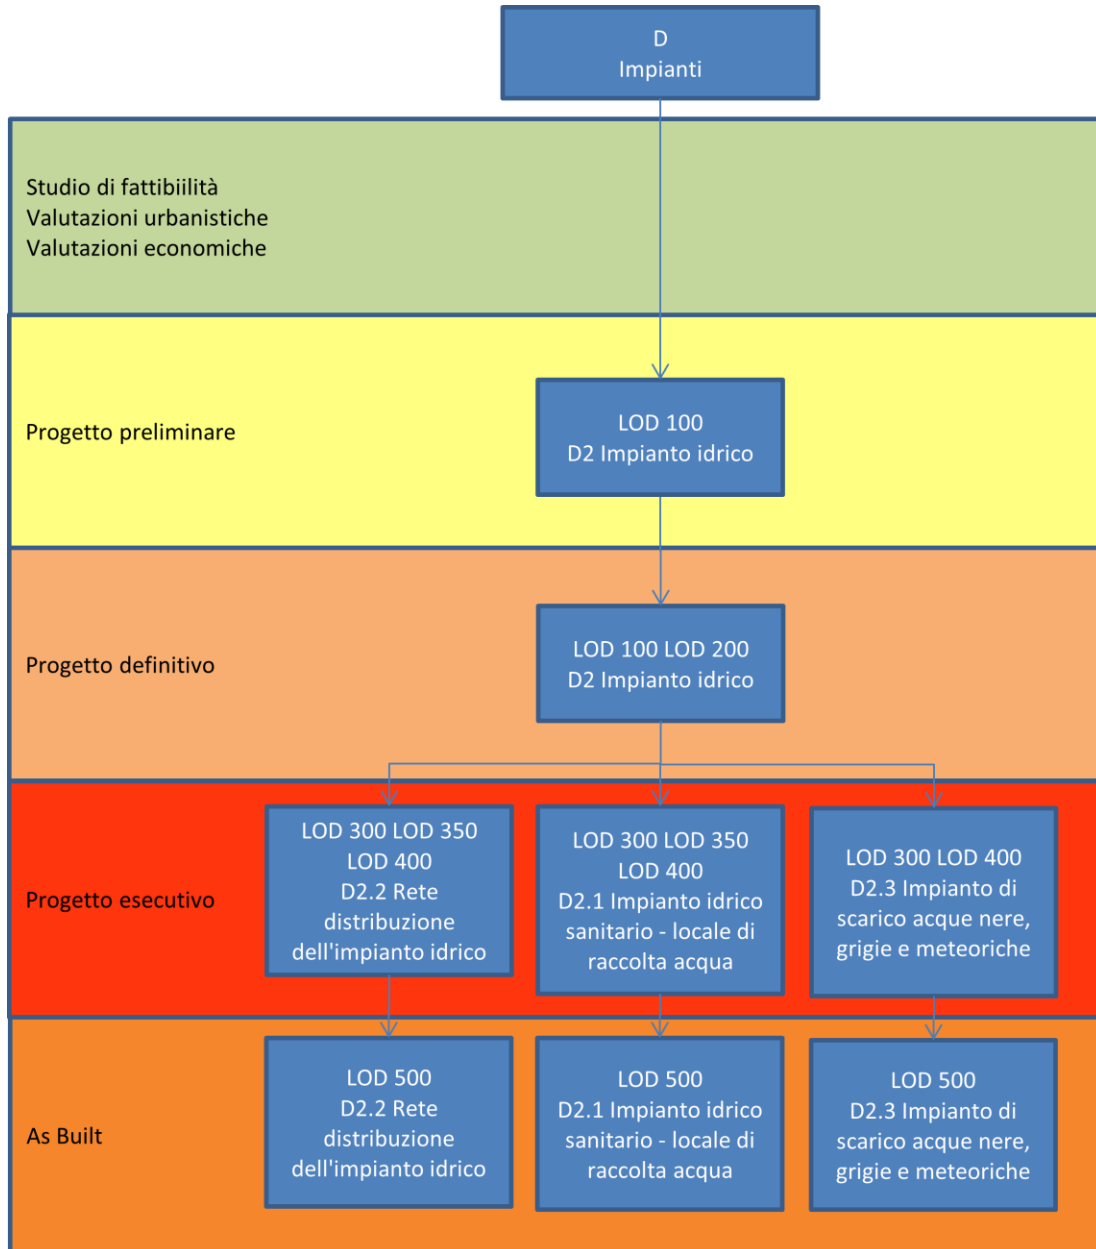 D
Impianti
Studio di fattibiilità
Valutazioni urbanistiche
Valutazioni economiche
Progetto preliminare
LOD 100
D2 Impianto idrico
Progetto definitivo
LOD 100 LOD 200
D2 Impianto idrico
Progetto esecutivo
LOD 300 LOD 350
LOD 400
D2.2 Rete
distribuzione
dell'impianto idrico
LOD 300 LOD 350
LOD 400
D2.1 Impianto idrico
sanitario - locale di
raccolta acqua
LOD 300 LOD 400
D2.3 Impianto di
scarico acque nere,
grigie e meteoriche
As Built
LOD 500
D2.2 Rete
distribuzione
dell'impianto idrico
LOD 500
D2.1 Impianto idrico
sanitario - locale di
raccolta acqua
LOD 500
D2.3 Impianto di
scarico acque nere,
grigie e meteoriche